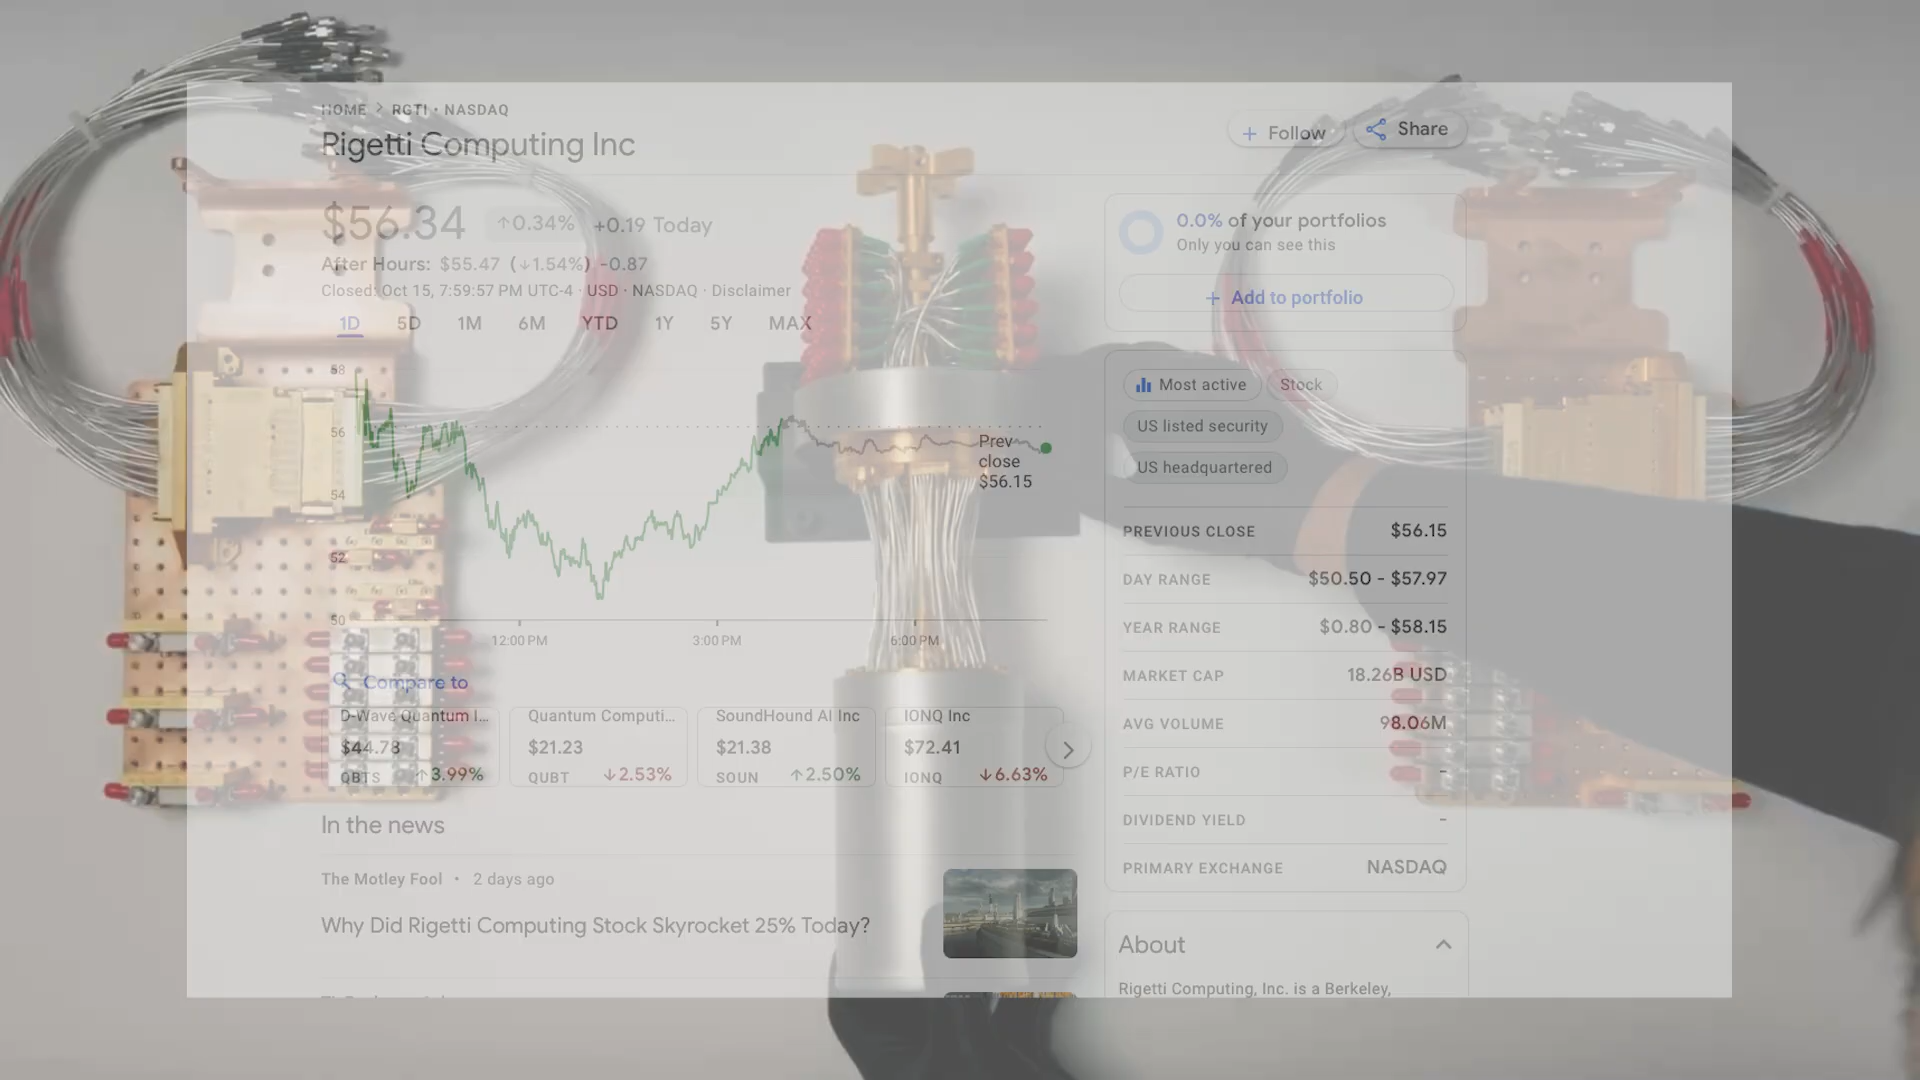 HOME > RGTI • NASDAQ
Rigetti Computing Inc
+ Follow
Share
$56.34 ↑0.34% +0.19 Today
After Hours: $55.47 (↓1.54%) -0.87
Closed: Oct 15, 7:59:57 PM UTC-4 · USD · NASDAQ · Disclaimer
1D 5D 1M 6M YTD 1Y 5Y MAX
58
56
54
52
50
Prev
close
$56.15
12:00 PM 3:00 PM 6:00 PM
Compare to
D-Wave Quantum I...
$44.78
QBTS ↑3.99%
Quantum Computi...
$21.23
QUBT ↓2.53%
SoundHound AI Inc
$21.38
SOUN ↑2.50%
IONQ Inc
$72.41
IONQ ↓6.63%
In the news
The Motley Fool • 2 days ago
Why Did Rigetti Computing Stock Skyrocket 25% Today?
0.0% of your portfolios
Only you can see this
+ Add to portfolio
Most active
Stock
US listed security
US headquartered
PREVIOUS CLOSE $56.15
DAY RANGE $50.50 - $57.97
YEAR RANGE $0.80 - $58.15
MARKET CAP 18.26B USD
AVG VOLUME 98.06M
P/E RATIO -
DIVIDEND YIELD -
PRIMARY EXCHANGE NASDAQ
About
Rigetti Computing, Inc. is a Berkeley,